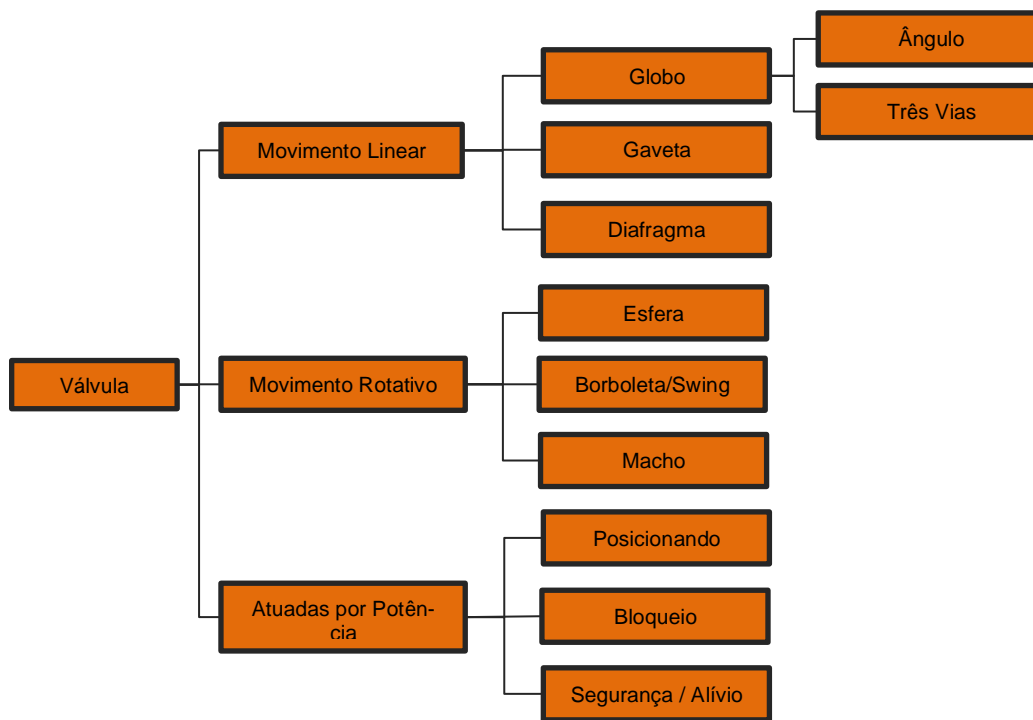 Válvula
Movimento Linear
Globo
Ângulo
Três Vias
Gaveta
Diafragma
Movimento Rotativo
Esfera
Borboleta/Swing
Macho
Atuadas por Potên-
cia
Posicionando
Bloqueio
Segurança / Alívio